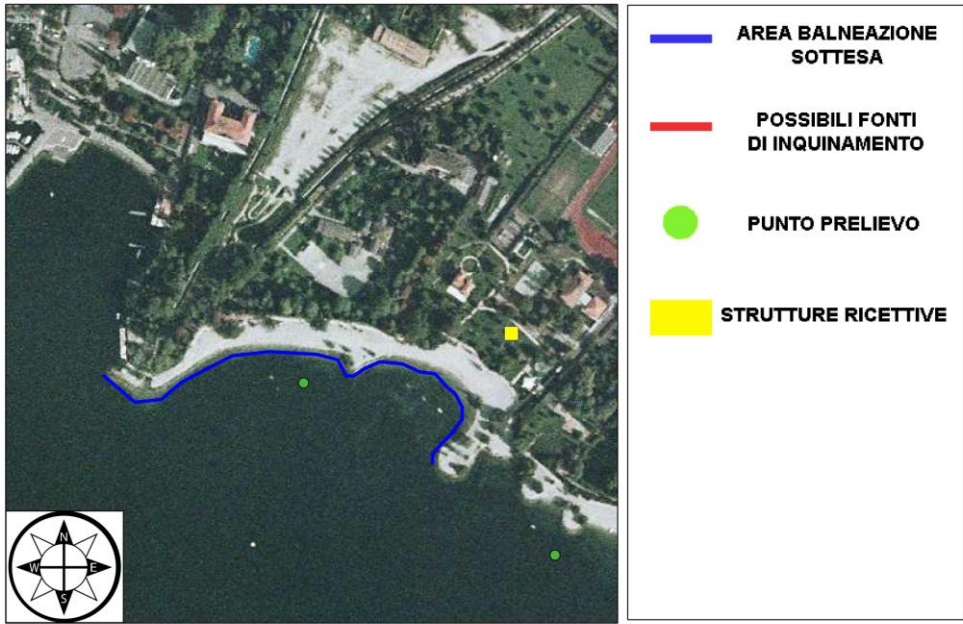 AREA BALNEAZIONE
SOTTESA
POSSIBILI FONTI
DI INQUINAMENTO
PUNTO PRELIEVO
STRUTTURE RICETTIVE
N
W E
S